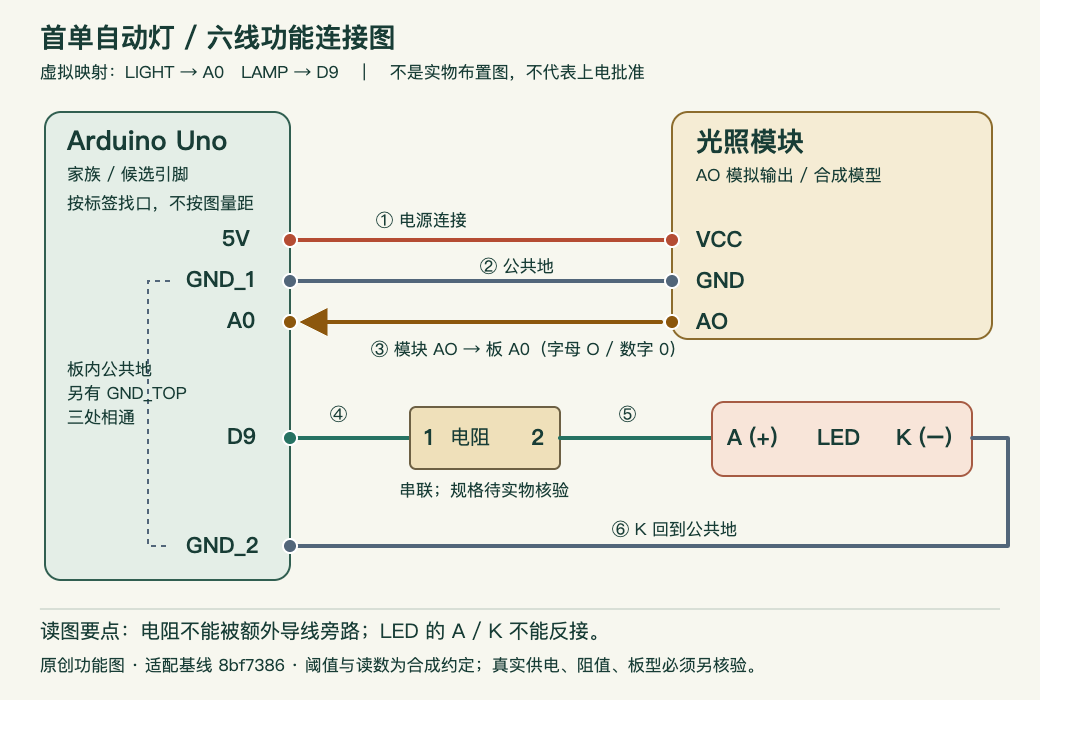 首单自动灯 / 六线功能连接图
虚拟映射：LIGHT → A0 LAMP → D9 ｜ 不是实物布置图，不代表上电批准
Arduino Uno
家族 / 候选引脚
按标签找口，不按图量距
光照模块
AO 模拟输出 / 合成模型
① 电源连接
5V
VCC
② 公共地
GND_1
GND
A0
AO
③ 模块 AO → 板 A0（字母 O / 数字 0）
板内公共地
另有 GND_TOP
三处相通
④
⑤
D9
1 电阻 2
A (+) LED K (−)
串联；规格待实物核验
⑥ K 回到公共地
GND_2
读图要点：电阻不能被额外导线旁路；LED 的 A / K 不能反接。
原创功能图 · 适配基线 8bf7386 · 阈值与读数为合成约定；真实供电、阻值、板型必须另核验。